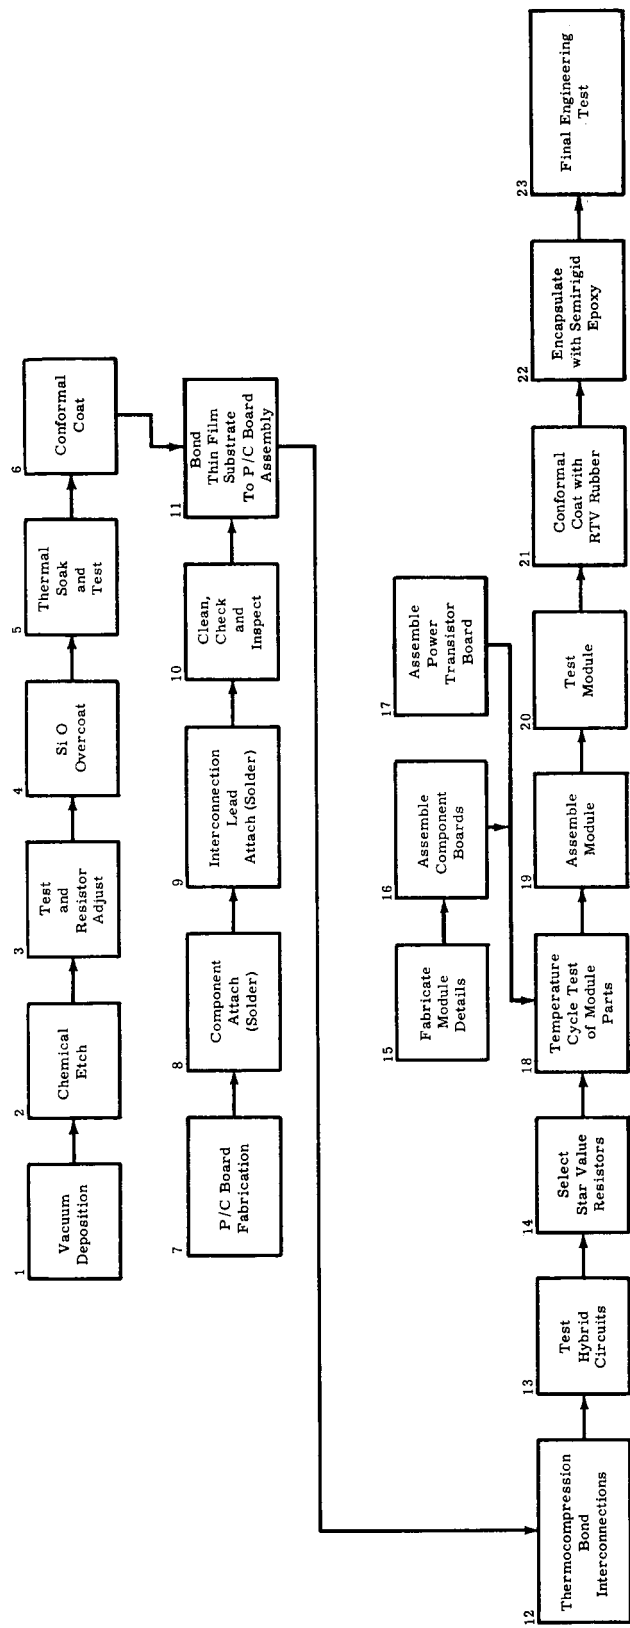 1
Vacuum
Deposition
2
Chemical
Etch
3
Test
and
Resistor
Adjust
4
Si O
Overcoat
5
Thermal
Soak
and
Test
6
Conformal
Coat
7
P/C Board
Fabrication
8
Component
Attach
(Solder)
9
Interconnection
Lead
Attach (Solder)
10
Clean,
Check
and
Inspect
11
Bond
Thin Film
Substrate
To P/C Board
Assembly
12
Thermocompression
Bond
Interconnections
13
Test
Hybrid
Circuits
14
Select
Star Value
Resistors
15
Fabricate
Module
Details
16
Assemble
Component
Boards
17
Assemble
Power
Transistor
Board
18
Temperature
Cycle Test
of Module
Parts
19
Assemble
Module
20
Test
Module
21
Conformal
Coat with
RTV Rubber
22
Encapsulate
with Semirigid
Epoxy
23
Final Engineering
Test